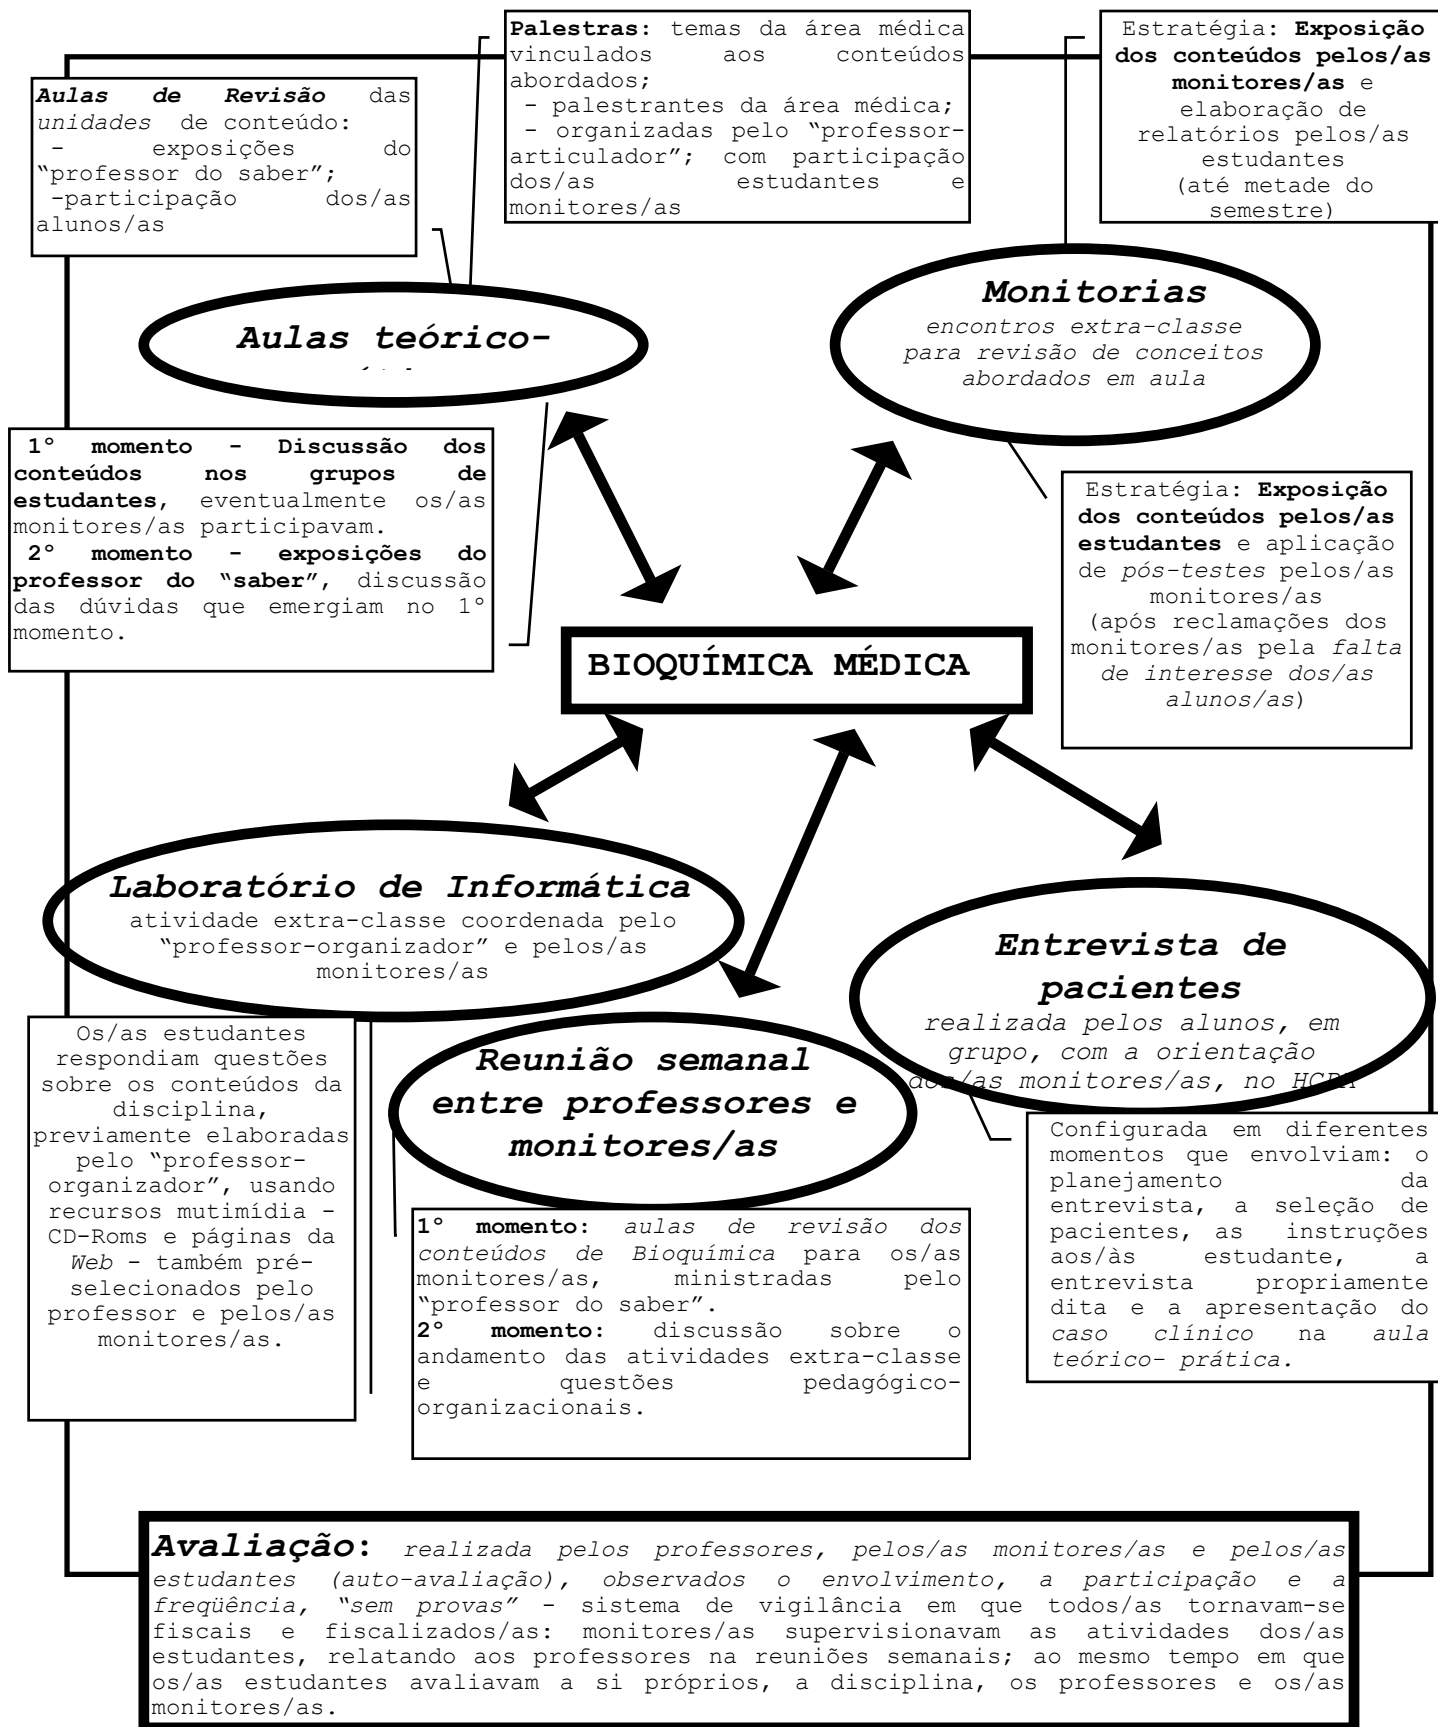 Palestras: temas da área médica
vinculados aos conteúdos
abordados;
- palestrantes da área médica;
- organizadas pelo “professor-
articulador”; com participação
dos/as estudantes e
monitores/as
Estratégia: Exposição
dos conteúdos pelos/as
monitores/as e
elaboração de
relatórios pelos/as
estudantes
(até metade do
semestre)
Aulas de Revisão das
unidades de conteúdo:
- exposições do
“professor do saber”;
-participação dos/as
alunos/as
Aulas teórico-
Monitorias
encontros extra-classe
para revisão de conceitos
abordados em aula
1º momento - Discussão dos
conteúdos nos grupos de
estudantes, eventualmente os/as
monitores/as participavam.
2º momento - exposições do
professor do “saber”, discussão
das dúvidas que emergiam no 1º
momento.
Estratégia: Exposição
dos conteúdos pelos/as
estudantes e aplicação
de pós-testes pelos/as
monitores/as
(após reclamações dos
monitores/as pela falta
de interesse dos/as
alunos/as)
BIOQUÍMICA MÉDICA
Laboratório de Informática
atividade extra-classe coordenada pelo
“professor-organizador” e pelos/as
monitores/as
Entrevista de
pacientes
realizada pelos alunos, em
grupo, com a orientação
dos/as monitores/as, no HCPA
Reunião semanal
entre professores e
monitores/as
Os/as estudantes
respondiam questões
sobre os conteúdos da
disciplina,
previamente elaboradas
pelo “professor-
organizador”, usando
recursos mutimídia -
CD-Roms e páginas da
Web - também pré-
selecionados pelo
professor e pelos/as
monitores/as.
1º momento: aulas de revisão dos
conteúdos de Bioquímica para os/as
monitores/as, ministradas pelo
“professor do saber”.
2º momento: discussão sobre o
andamento das atividades extra-classe
e questões pedagógico-
organizacionais.
Configurada em diferentes
momentos que envolviam: o
planejamento da
entrevista, a seleção de
pacientes, as instruções
aos/às estudante, a
entrevista propriamente
dita e a apresentação do
caso clínico na aula
teórico- prática.
Avaliação: realizada pelos professores, pelos/as monitores/as e pelos/as
estudantes (auto-avaliação), observados o envolvimento, a participação e a
freqüência, “sem provas” - sistema de vigilância em que todos/as tornavam-se
fiscais e fiscalizados/as: monitores/as supervisionavam as atividades dos/as
estudantes, relatando aos professores na reuniões semanais; ao mesmo tempo em que
os/as estudantes avaliavam a si próprios, a disciplina, os professores e os/as
monitores/as.